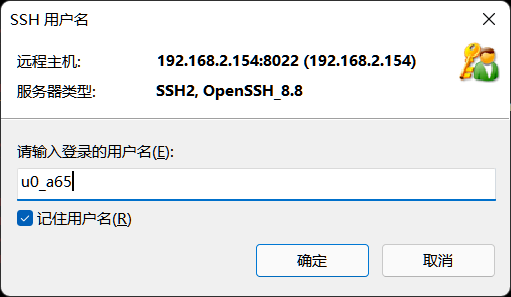 SSH 用户名
远程主机: 192.168.2.154:8022 (192.168.2.154)
服务器类型: SSH2, OpenSSH_8.8
请输入登录的用户名(E):
u0_a65
记住用户名(R)
确定 取消